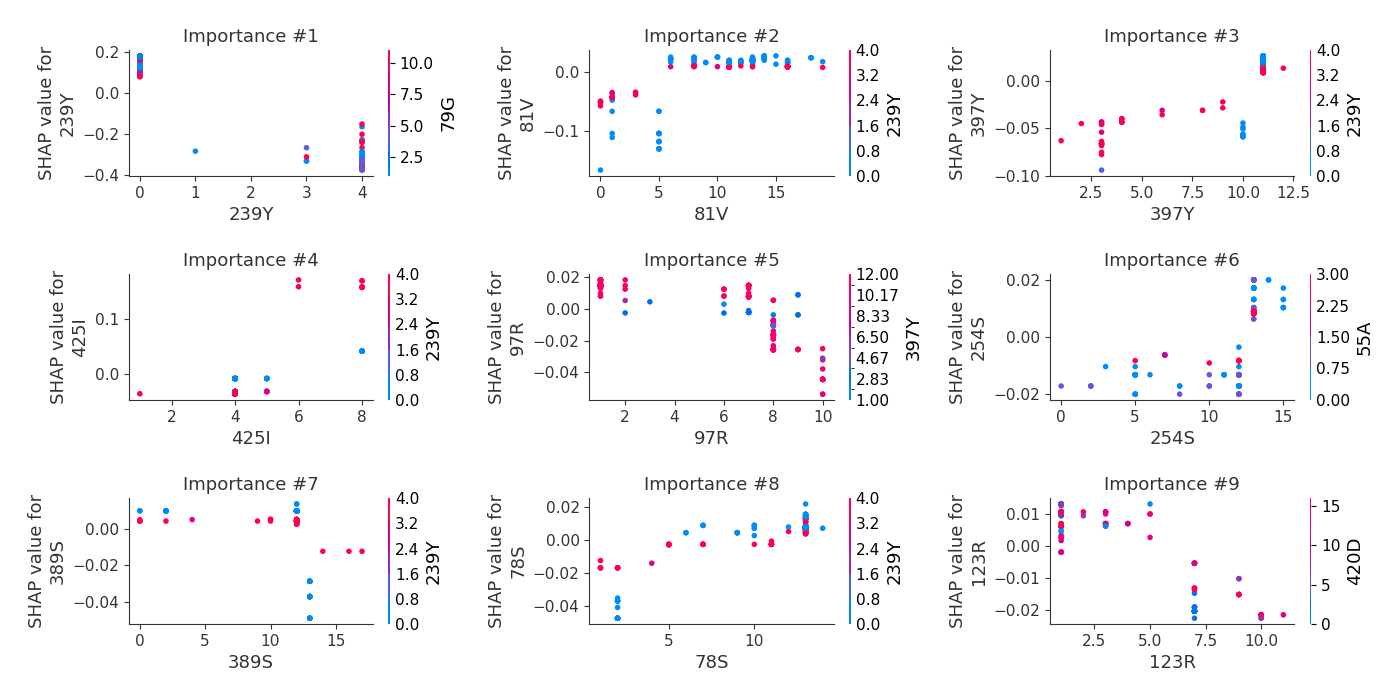 Importance #1
SHAP value for
239Y
0.2
0.0
−0.2
−0.4
0
1
2
3
4
239Y
10.0
7.5
5.0
2.5
79G
Importance #2
SHAP value for
81V
0.0
−0.1
0
5
10
15
81V
4.0
3.2
2.4
1.6
0.8
0.0
239Y
Importance #3
SHAP value for
397Y
0.00
−0.05
−0.10
2.5
5.0
7.5
10.0
12.5
397Y
4.0
3.2
2.4
1.6
0.8
0.0
239Y
Importance #4
SHAP value for
425I
0.1
0.0
2
4
6
8
425I
4.0
3.2
2.4
1.6
0.8
0.0
239Y
Importance #5
SHAP value for
97R
0.02
0.00
−0.02
−0.04
2
4
6
8
10
97R
12.00
10.17
8.33
6.50
4.67
2.83
1.00
397Y
Importance #6
SHAP value for
254S
0.02
0.00
−0.02
0
5
10
15
254S
3.00
2.25
1.50
0.75
0.00
55A
Importance #7
SHAP value for
389S
0.00
−0.02
−0.04
0
5
10
15
389S
4.0
3.2
2.4
1.6
0.8
0.0
239Y
Importance #8
SHAP value for
78S
0.02
0.00
−0.02
−0.04
5
10
78S
4.0
3.2
2.4
1.6
0.8
0.0
239Y
Importance #9
SHAP value for
123R
0.01
0.00
−0.01
−0.02
2.5
5.0
7.5
10.0
123R
15
10
5
0
420D